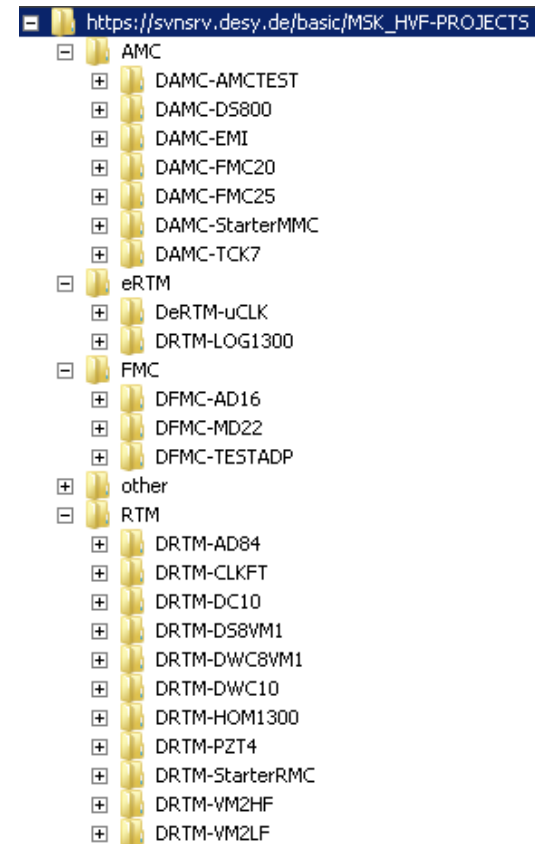 https://svnsrv.desy.de/basic/MSK_HVF-PROJECTS
AMC
DAMC-AMCTEST
DAMC-DS800
DAMC-EMI
DAMC-FMC20
DAMC-FMC25
DAMC-StarterMMC
DAMC-TCK7
eRTM
DeRTM-uCLK
DRTM-LOG1300
FMC
DFMC-AD16
DFMC-MD22
DFMC-TESTADP
other
RTM
DRTM-AD84
DRTM-CLKFT
DRTM-DC10
DRTM-DS8VM1
DRTM-DWC8VM1
DRTM-DWC10
DRTM-HOM1300
DRTM-PZT4
DRTM-StarterRMC
DRTM-VM2HF
DRTM-VM2LF